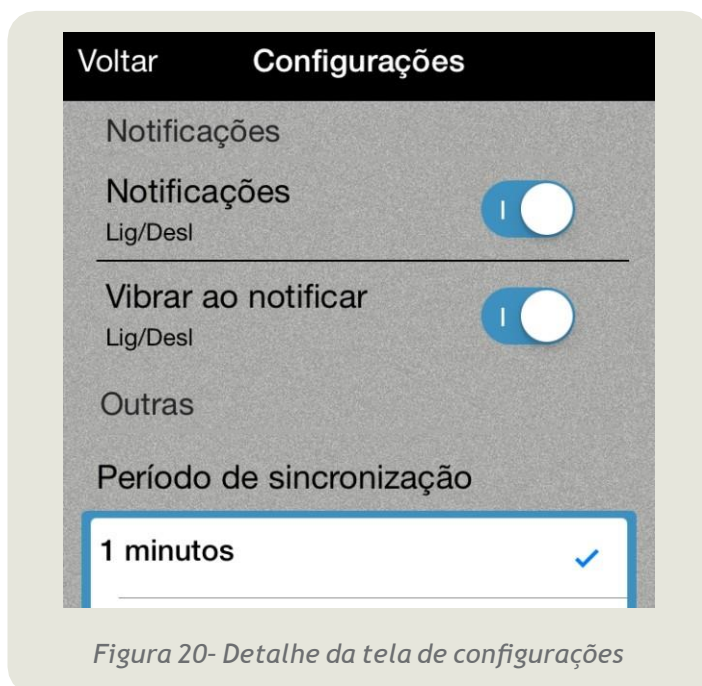 Voltar Configurações
Notificações
Notificações
Lig/Desl
Vibrar ao notificar
Lig/Desl
Outras
Período de sincronização
1 minutos
Figura 20- Detalhe da tela de configurações